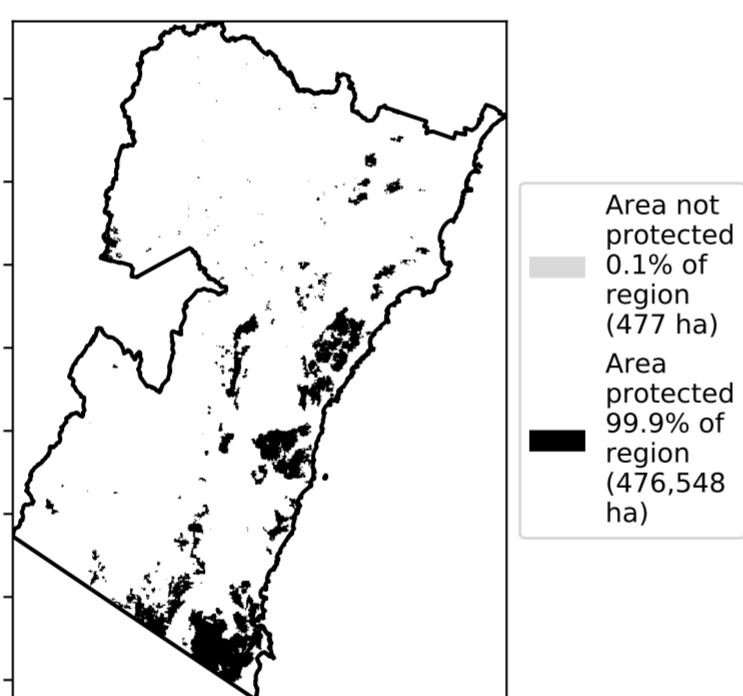 Area not
protected
0.1% of
region
(477 ha)
Area
protected
99.9% of
region
(476,548
ha)